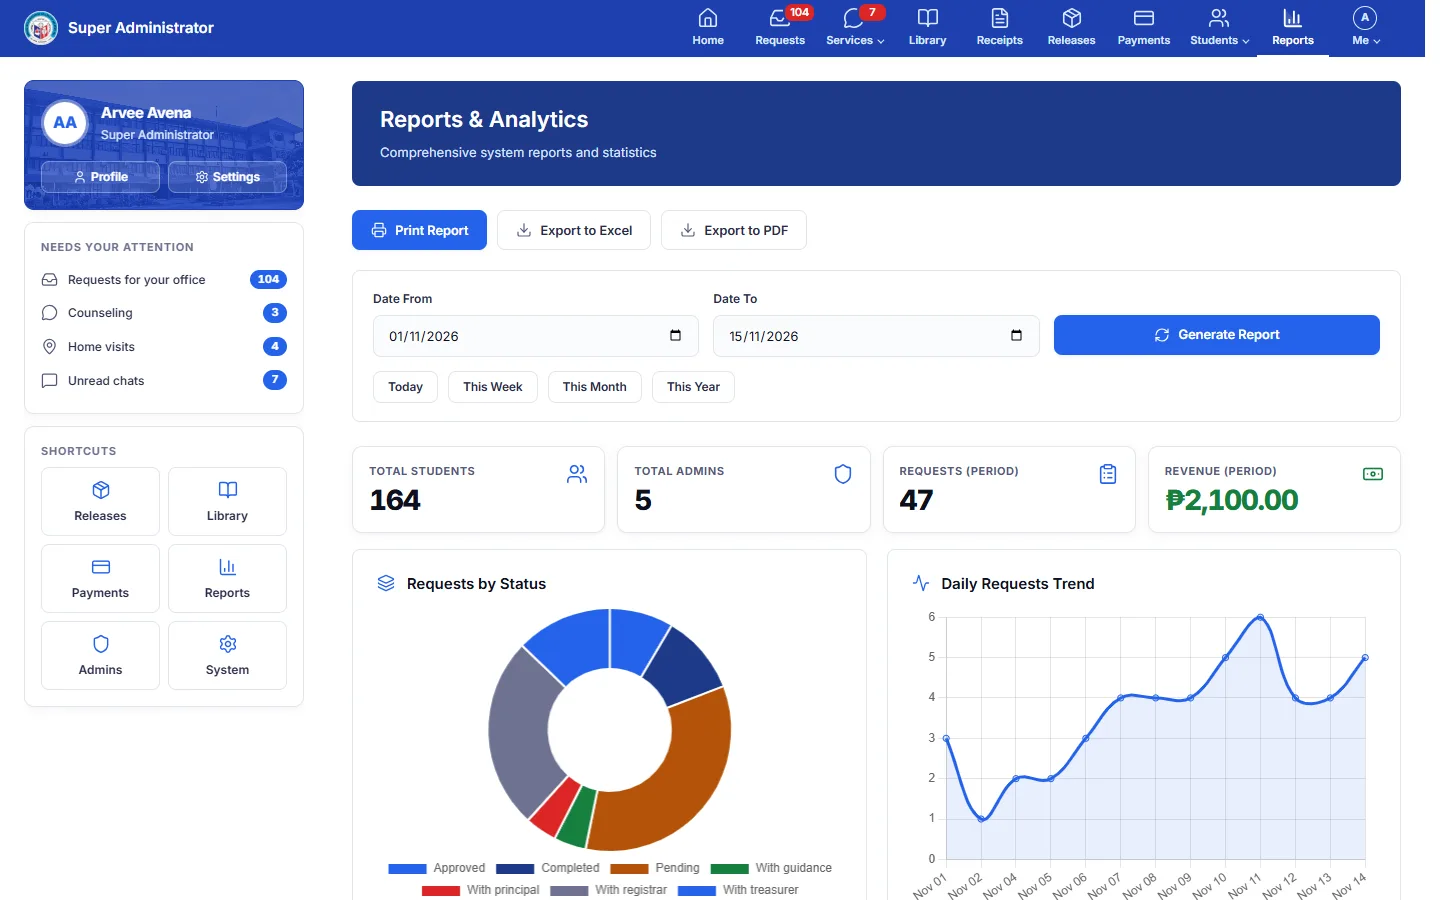 Super Administrator
Home
Requests
104
Services
7
Library
Receipts
Releases
Payments
Students
Reports
A
Me
AA
Arvee Avena
Super Administrator
Profile
Settings
NEEDS YOUR ATTENTION
Requests for your office 104
Counseling 3
Home visits 4
Unread chats 7
SHORTCUTS
Releases
Library
Payments
Reports
Admins
System
Reports & Analytics
Comprehensive system reports and statistics
Print Report
Export to Excel
Export to PDF
Date From
01/11/2026
Date To
15/11/2026
Generate Report
Today
This Week
This Month
This Year
TOTAL STUDENTS
164
TOTAL ADMINS
5
REQUESTS (PERIOD)
47
REVENUE (PERIOD)
₱2,100.00
Requests by Status
Approved Completed Pending With guidance
With principal With registrar With treasurer
Daily Requests Trend
6
5
4
3
2
1
0
Nov 01 Nov 02 Nov 04 Nov 05 Nov 06 Nov 07 Nov 08 Nov 09 Nov 10 Nov 11 Nov 12 Nov 13 Nov 14